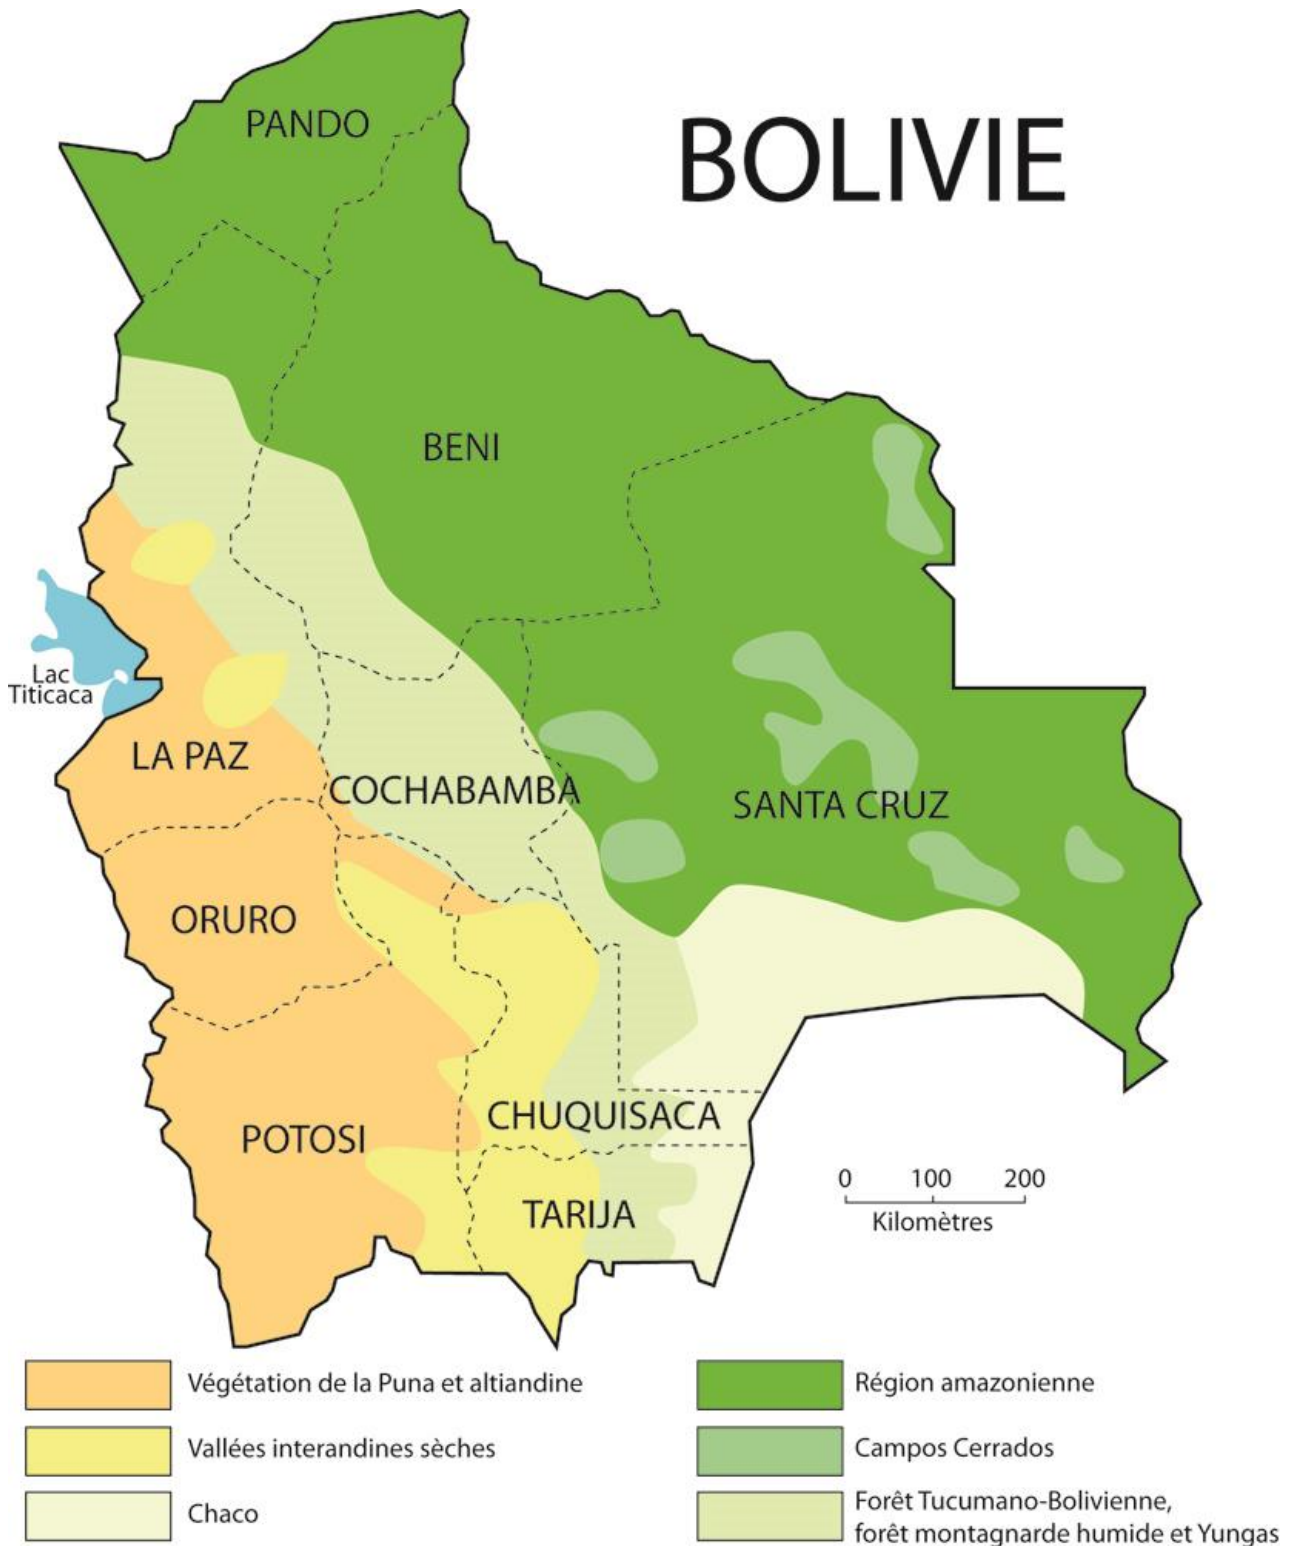 BOLIVIE
PANDO
BENI
Lac
Titicaca
LA PAZ
COCHABAMBA
SANTA CRUZ
ORURO
CHUQUISACA
POTOSI
TARIJA
0 100 200
Kilomètres
Végétation de la Puna et altiandine
Vallées interandines sèches
Chaco
Région amazonienne
Campos Cerrados
Forêt Tucumano-Bolivienne,
forêt montagnarde humide et Yungas